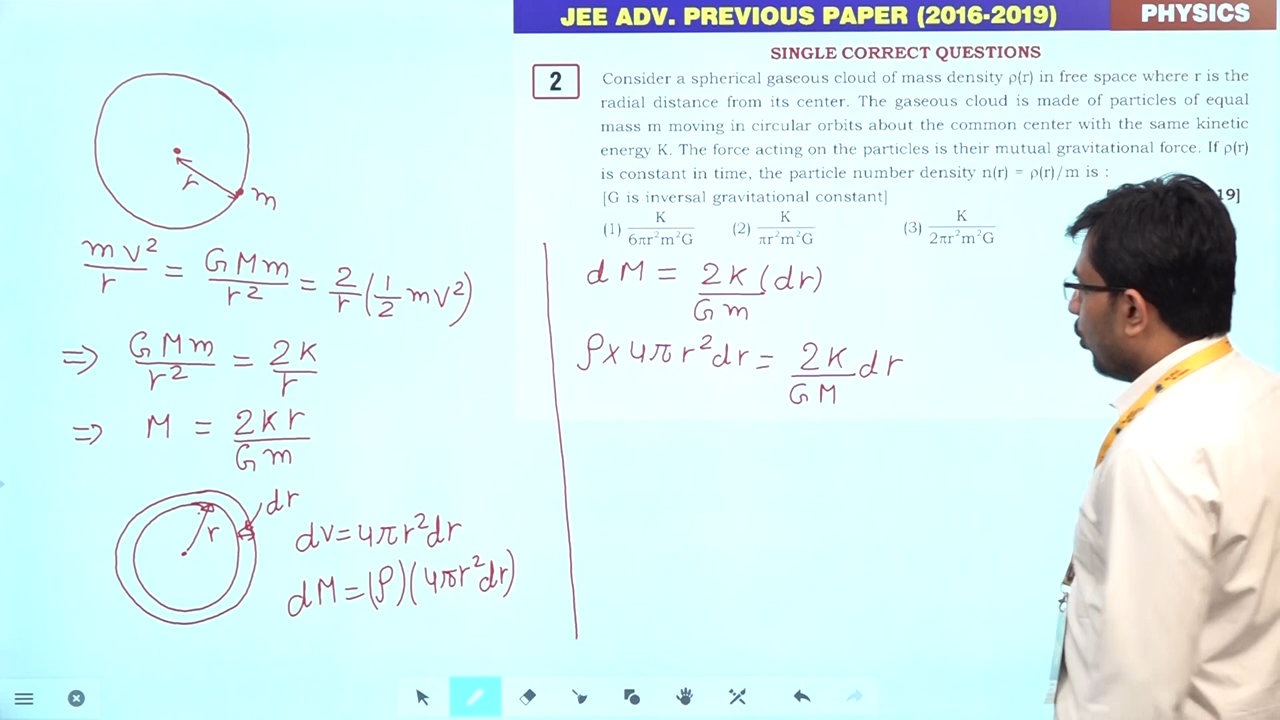 JEE ADV. PREVIOUS PAPER (2016-2019)
PHYSICS
SINGLE CORRECT QUESTIONS
2
Consider a spherical gaseous cloud of mass density ρ(r) in free space where r is the
radial distance from its center. The gaseous cloud is made of particles of equal
mass m moving in circular orbits about the common center with the same kinetic
energy K. The force acting on the particles is their mutual gravitational force. If ρ(r)
is constant in time, the particle number density n(r) = ρ(r)/m is :
[G is inversal gravitational constant]
19]
(1) K/6πr²m²G (2) K/πr²m²G (3) K/2πr²m²G
r
m
mv²/r = GMm/r² = 2/r (1/2 mv²)
⇒ GMm/r² = 2K/r
⇒ M = 2Kr/Gm
dr
r
dv = 4πr²dr
dM = (ρ)(4πr²dr)
dM = 2K/Gm (dr)
ρ × 4πr²dr = 2K/GM dr